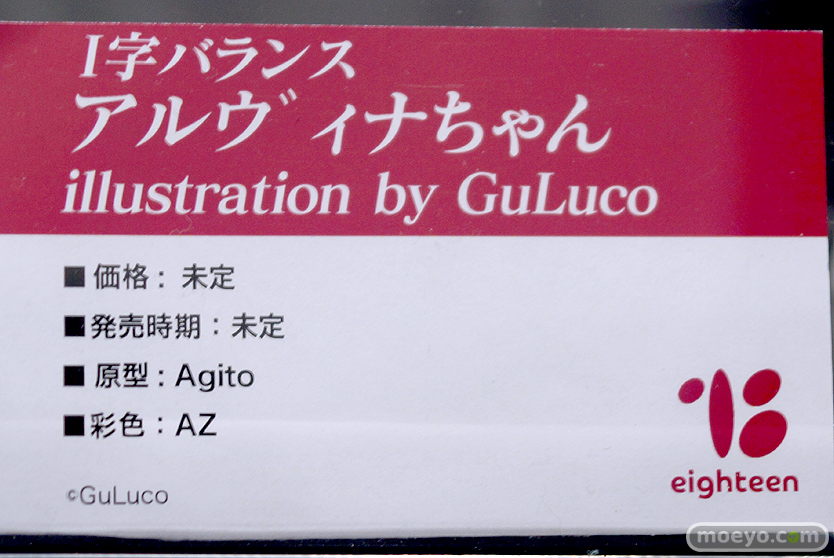 I字バランス
アルヴィナちゃん
illustration by GuLuco
■価格：未定
■発売時期：未定
■原型：Agito
■彩色：AZ
©GuLuco
eighteen
moeyo.com